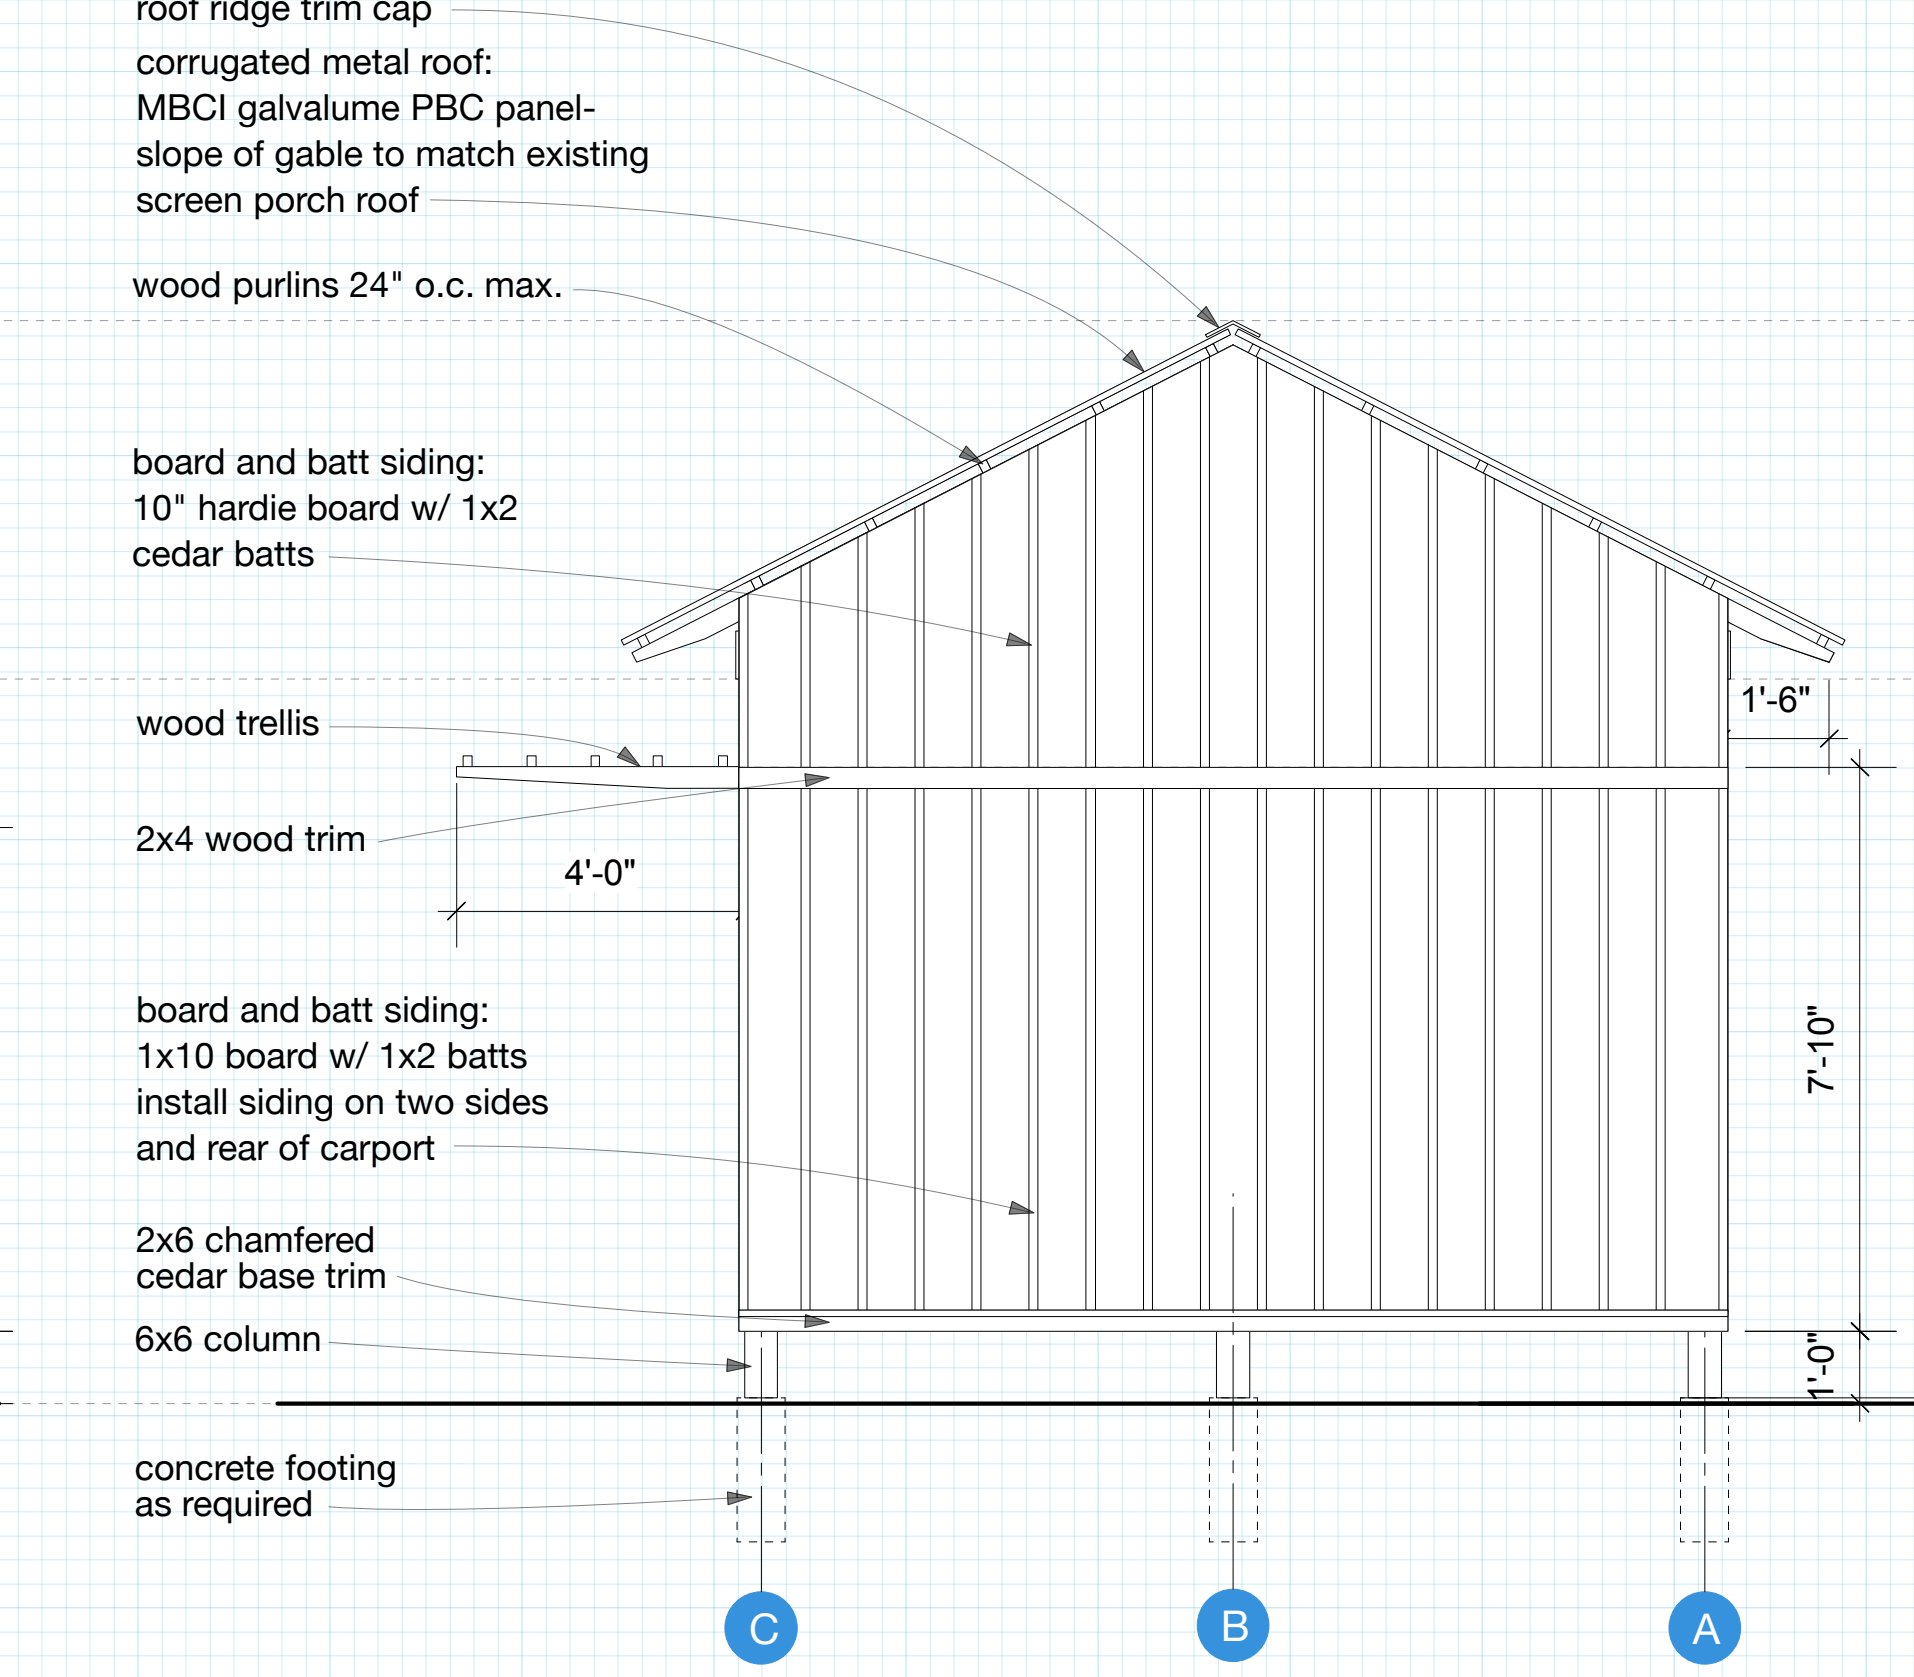 roof ridge trim cap
corrugated metal roof:
MBCI galvalume PBC panel-
slope of gable to match existing
screen porch roof
wood purlins 24" o.c. max.
board and batt siding:
10" hardie board w/ 1x2
cedar batts
wood trellis
1'-6"
2x4 wood trim
4'-0"
board and batt siding:
1x10 board w/ 1x2 batts
install siding on two sides
and rear of carport
7'-10"
2x6 chamfered
cedar base trim
6x6 column
1'-0"
concrete footing
as required
C
B
A